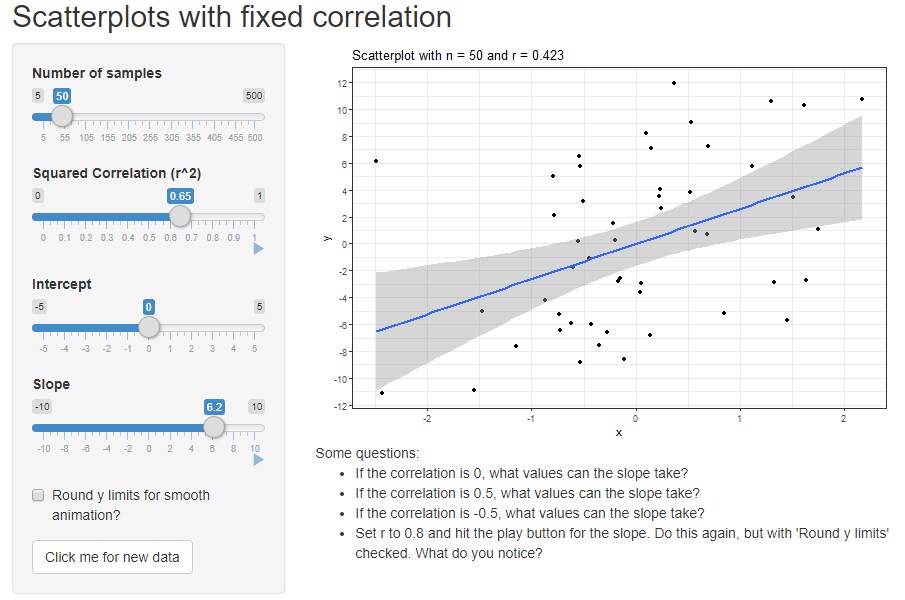 Scatterplots with fixed correlation
Number of samples
5 50 500
5 55 105 155 205 255 305 355 405 455 500
Squared Correlation (r^2)
0 0.65 1
0 0.1 0.2 0.3 0.4 0.5 0.6 0.7 0.8 0.9 1
Intercept
-5 0 5
-5 -4 -3 -2 -1 0 1 2 3 4 5
Slope
-10 6.2 10
-10 -8 -6 -4 -2 0 2 4 6 8 10
Round y limits for smooth
animation?
Click me for new data
Scatterplot with n = 50 and r = 0.423
y
12
10
8
6
4
2
0
-2
-4
-6
-8
-10
-12
-2 -1 0 1 2
x
Some questions:
• If the correlation is 0, what values can the slope take?
• If the correlation is 0.5, what values can the slope take?
• If the correlation is -0.5, what values can the slope take?
• Set r to 0.8 and hit the play button for the slope. Do this again, but with 'Round y limits'
checked. What do you notice?